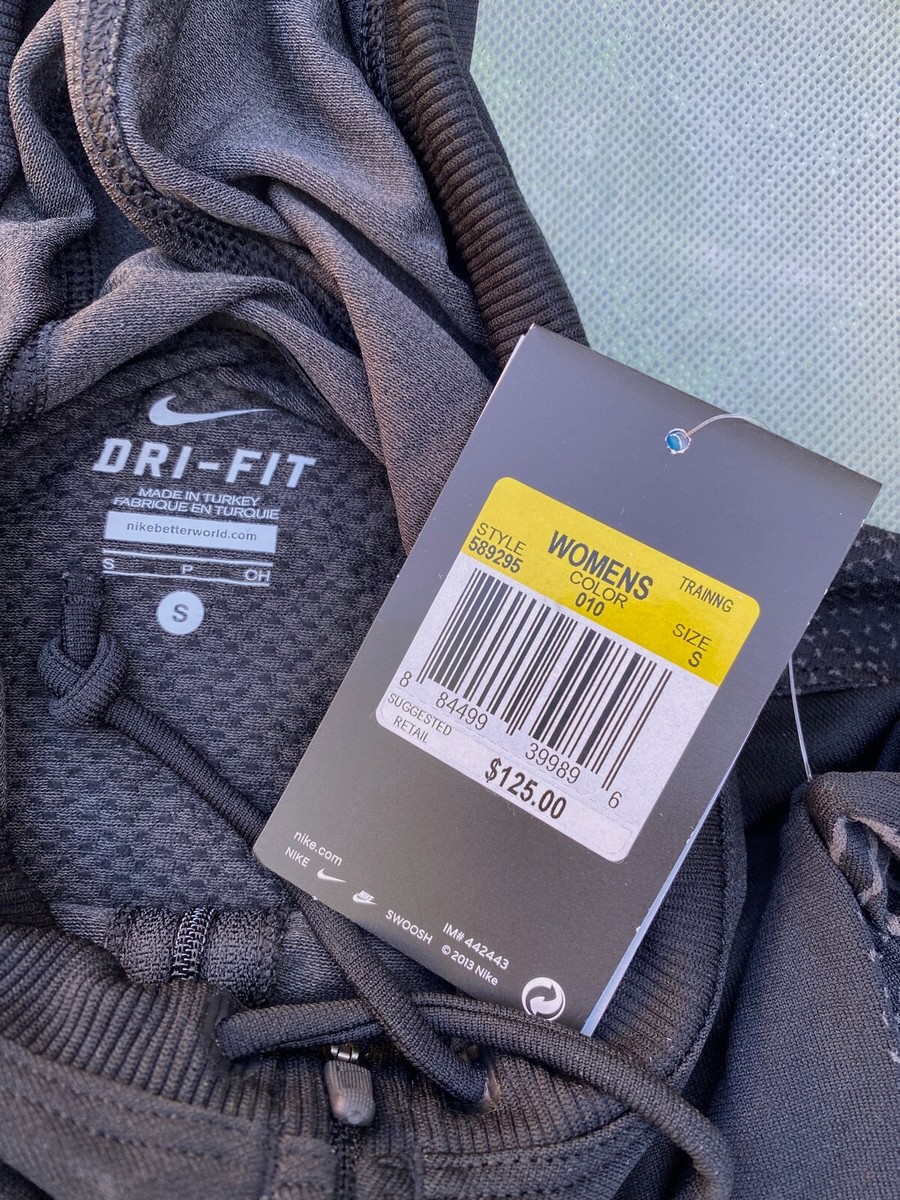 DRI-FIT
MADE IN TURKEY
FABRIQUE EN TURQUIE
nikebetterworld.com
S P CH
S
STYLE
589295
WOMENS
COLOR
010
TRAINNG
SIZE
S
8 84499 39989 6
SUGGESTED
RETAIL
$125.00
nike.com
NIKE
SWOOSH
IM# 442443
© 2013 Nike